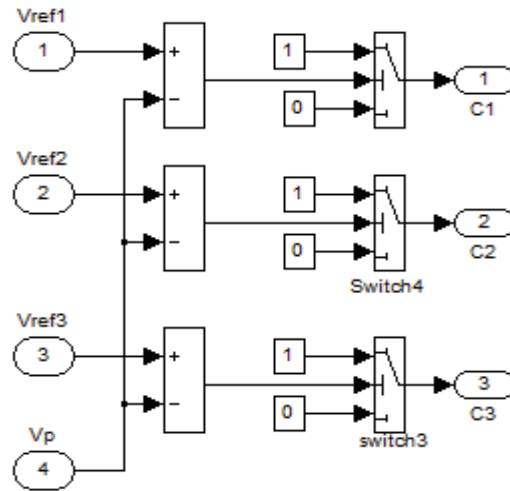 Vref1
1
+
−
1
0
1
C1
Vref2
2
+
−
1
0
Switch4
2
C2
Vref3
3
+
−
1
0
switch3
3
C3
Vp
4